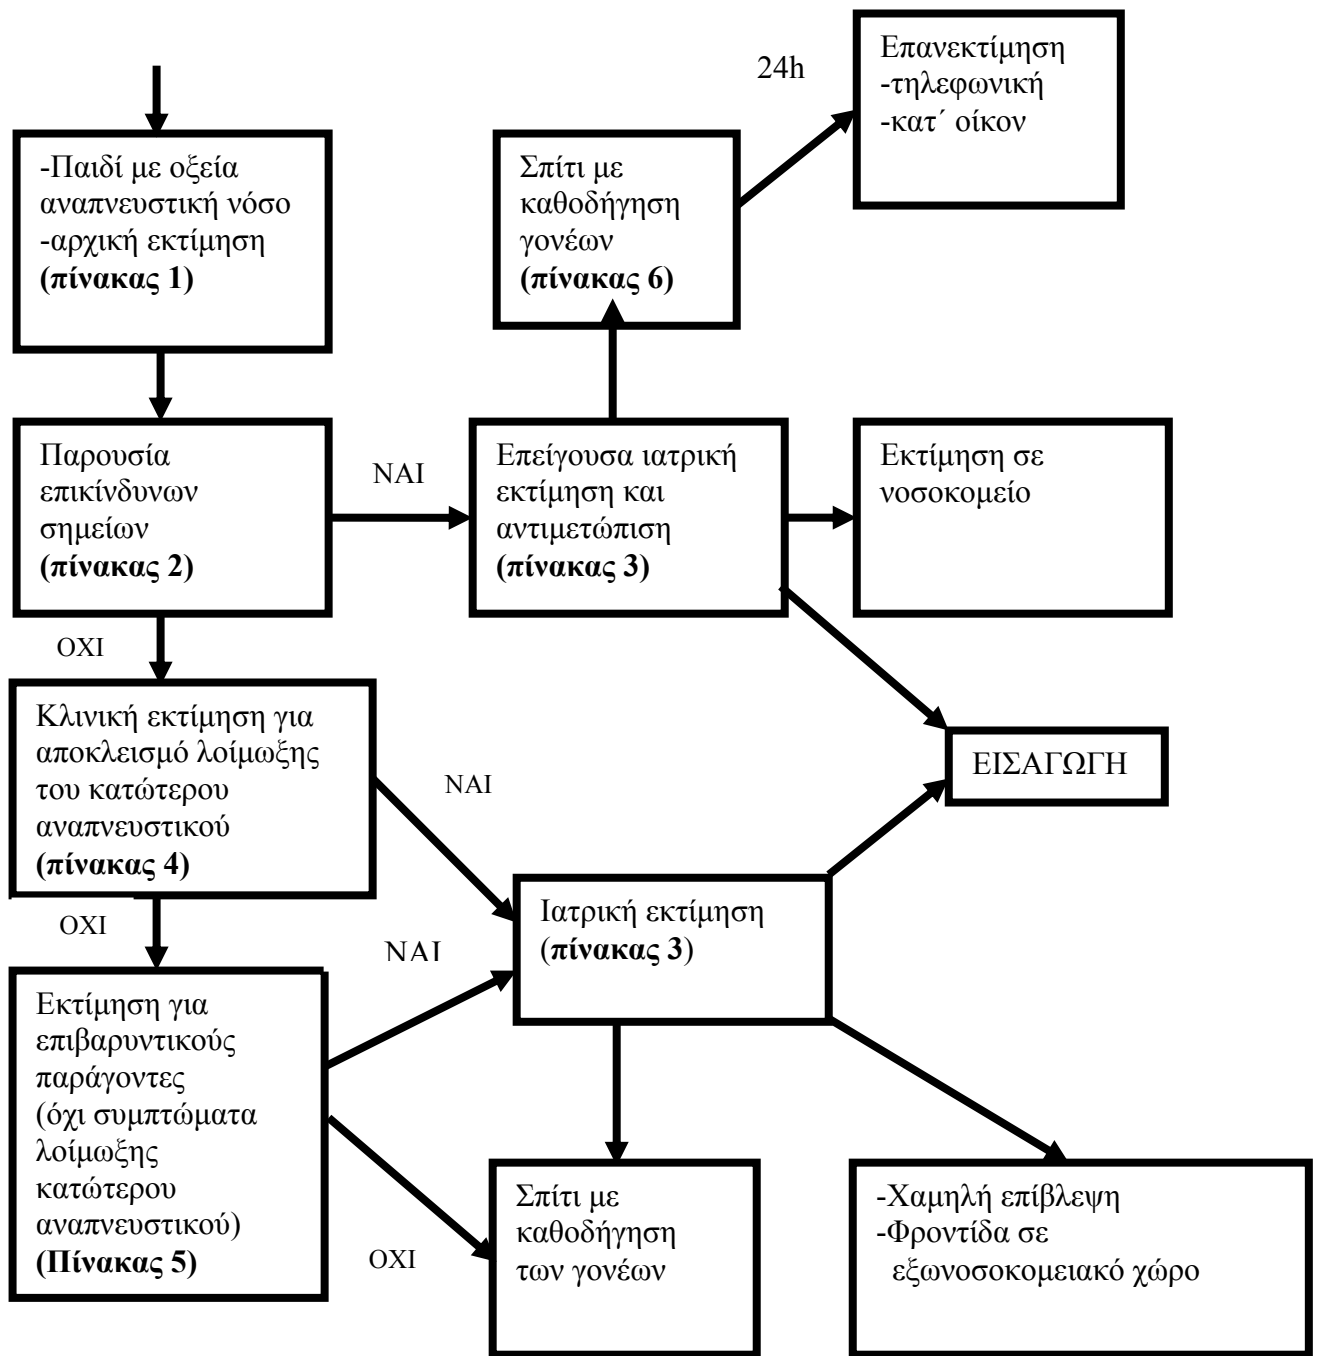 24h
Επανεκτίμηση
-τηλεφωνική
-κατ΄ οίκον
-Παιδί με οξεία
αναπνευστική νόσο
-αρχική εκτίμηση
(πίνακας 1)
Σπίτι με
καθοδήγηση
γονέων
(πίνακας 6)
Παρουσία
επικίνδυνων
σημείων
(πίνακας 2)
ΝΑΙ
Επείγουσα ιατρική
εκτίμηση και
αντιμετώπιση
(πίνακας 3)
Εκτίμηση σε
νοσοκομείο
ΟΧΙ
Κλινική εκτίμηση για
αποκλεισμό λοίμωξης
του κατώτερου
αναπνευστικού
(πίνακας 4)
ΝΑΙ
ΕΙΣΑΓΩΓΗ
ΟΧΙ
ΝΑΙ
Ιατρική εκτίμηση
(πίνακας 3)
Εκτίμηση για
επιβαρυντικούς
παράγοντες
(όχι συμπτώματα
λοίμωξης
κατώτερου
αναπνευστικού)
(Πίνακας 5)
ΟΧΙ
Σπίτι με
καθοδήγηση
των γονέων
-Χαμηλή επίβλεψη
-Φροντίδα σε
εξωνοσοκομειακό χώρο